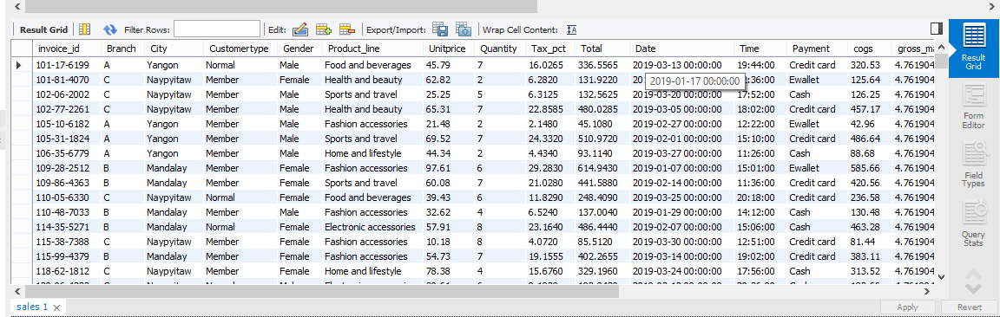 Result Grid Filter Rows: Edit: Export/Import: Wrap Cell Content: IA
invoice_id Branch City Customertype Gender Product_line Unitprice Quantity Tax_pct Total Date Time Payment cogs gross_ma
101-17-6199 A Yangon Normal Male Food and beverages 45.79 7 16.0265 336.5565 2019-03-13 00:00:00 19:44:00 Credit card 320.53 4.761904
101-81-4070 C Naypyitaw Member Female Health and beauty 62.82 2 6.2820 131.9220 :36:00 Ewallet 125.64 4.761904
2019-01-17 00:00:00
102-06-2002 C Naypyitaw Member Male Sports and travel 25.25 5 6.3125 132.5625 2019-03-20 00:00:00 17:52:00 Cash 126.25 4.761904
102-77-2261 C Naypyitaw Member Male Health and beauty 65.31 7 22.8585 480.0285 2019-03-05 00:00:00 18:02:00 Credit card 457.17 4.761904
105-10-6182 A Yangon Member Male Fashion accessories 21.48 2 2.1480 45.1080 2019-02-27 00:00:00 12:22:00 Ewallet 42.96 4.761904
105-31-1824 A Yangon Member Male Sports and travel 69.52 7 24.3320 510.9720 2019-02-01 00:00:00 15:10:00 Credit card 486.64 4.761904
106-35-6779 A Yangon Member Male Home and lifestyle 44.34 2 4.4340 93.1140 2019-03-27 00:00:00 11:26:00 Cash 88.68 4.761904
109-28-2512 B Mandalay Member Female Fashion accessories 97.61 6 29.2830 614.9430 2019-01-07 00:00:00 15:01:00 Ewallet 585.66 4.761904
109-86-4363 B Mandalay Member Female Sports and travel 60.08 7 21.0280 441.5880 2019-02-14 00:00:00 11:36:00 Credit card 420.56 4.761904
110-05-6330 C Naypyitaw Normal Female Food and beverages 39.43 6 11.8290 248.4090 2019-03-25 00:00:00 20:18:00 Credit card 236.58 4.761904
110-48-7033 B Mandalay Member Male Fashion accessories 32.62 4 6.5240 137.0040 2019-01-29 00:00:00 14:12:00 Cash 130.48 4.761904
114-35-5271 B Mandalay Normal Female Electronic accessories 57.91 8 23.1640 486.4440 2019-02-07 00:00:00 15:06:00 Cash 463.28 4.761904
115-38-7388 C Naypyitaw Member Female Fashion accessories 10.18 8 4.0720 85.5120 2019-03-30 00:00:00 12:51:00 Credit card 81.44 4.761904
115-99-4379 B Mandalay Member Female Fashion accessories 54.73 7 19.1555 402.2655 2019-03-14 00:00:00 19:02:00 Credit card 383.11 4.761904
118-62-1812 C Naypyitaw Member Female Home and lifestyle 78.38 4 15.6760 329.1960 2019-03-24 00:00:00 17:56:00 Cash 313.52 4.761904
Result
Grid
Form
Editor
Field
Types
Query
Stats
sales 1 Apply Revert